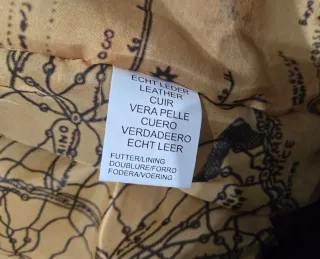 ECHT LEDER
LEATHER
CUIR
VERA PELLE
CUERO
VERDADEERO
ECHT LEER
FUTTER/LINING
DOUBLURE/FORRO
FODERA/VOERING